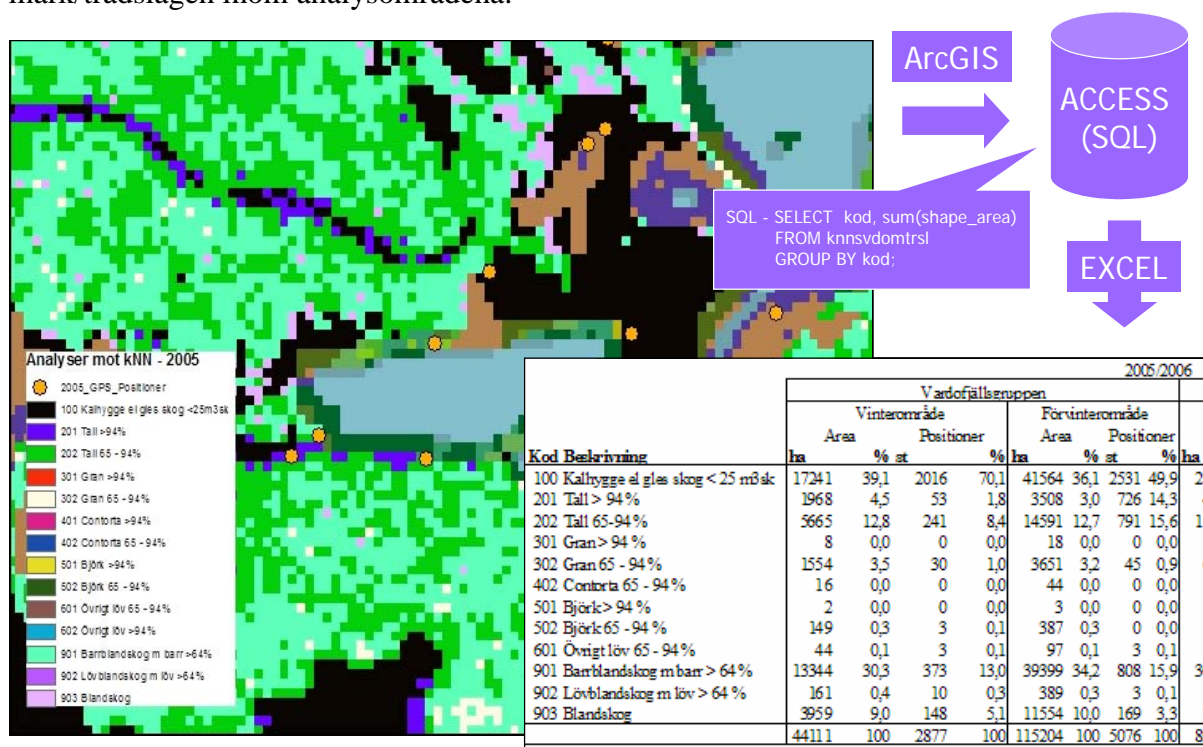 mark/trädslagen inom analysområdena.
ArcGIS
ACCESS
(SQL)
SQL - SELECT kod, sum(shape_area)
FROM knnsvdomtrsl
GROUP BY kod;
EXCEL
Analyser mot kNN - 2005
2005_GPS_Positioner
100 Kalhygge el gles skog <25m3sk
201 Tall >94%
202 Tall 65 - 94%
301 Gran >94%
302 Gran 65 - 94%
401 Contorta >94%
402 Contorta 65 - 94%
501 Björk >94%
502 Björk 65 - 94%
601 Övrigt löv 65 - 94%
602 Övrigt löv >94%
901 Barrblandskog m barr >64%
902 Lövblandskog m löv >64%
903 Blandskog
2005/2006
Vardofjällsgruppen
Vinterområde Förvinterområde
Area Positioner Area Positioner
Kod Beskrivning ha % st % ha % st % ha
100 Kalhygge el gles skog < 25 m3sk 17241 39,1 2016 70,1 41564 36,1 2531 49,9 2
201 Tall > 94 % 1968 4,5 53 1,8 3508 3,0 726 14,3
202 Tall 65-94 % 5665 12,8 241 8,4 14591 12,7 791 15,6 1
301 Gran > 94 % 8 0,0 0 0,0 18 0,0 0 0,0
302 Gran 65 - 94 % 1554 3,5 30 1,0 3651 3,2 45 0,9
402 Contorta 65 - 94 % 16 0,0 0 0,0 44 0,0 0 0,0
501 Björk > 94 % 2 0,0 0 0,0 3 0,0 0 0,0
502 Björk 65 - 94 % 149 0,3 3 0,1 387 0,3 0 0,0
601 Övrigt löv 65 - 94 % 44 0,1 3 0,1 97 0,1 3 0,1
901 Barrblandskog m barr > 64 % 13344 30,3 373 13,0 39399 34,2 808 15,9 3
902 Lövblandskog m löv > 64 % 161 0,4 10 0,3 389 0,3 3 0,1
903 Blandskog 3959 9,0 148 5,1 11554 10,0 169 3,3
44111 100 2877 100 115204 100 5076 100 8